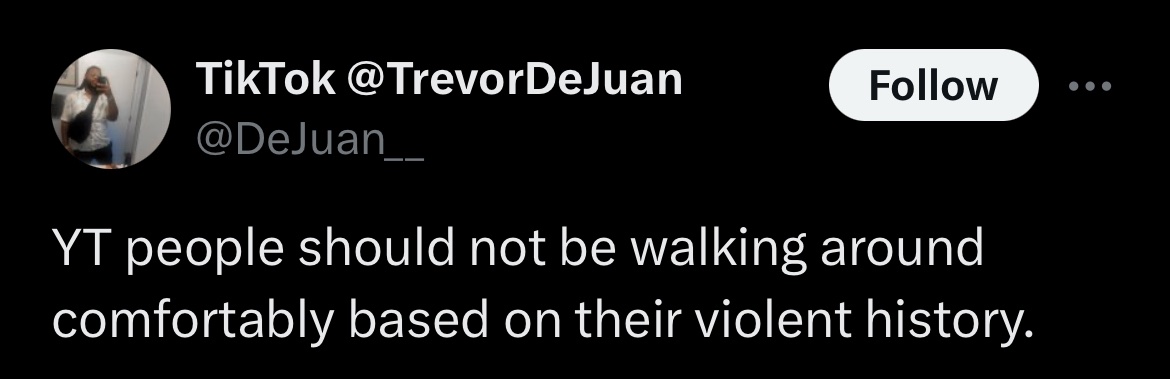 TikTok @TrevorDeJuan
Follow
@DeJuan__
YT people should not be walking around
comfortably based on their violent history.